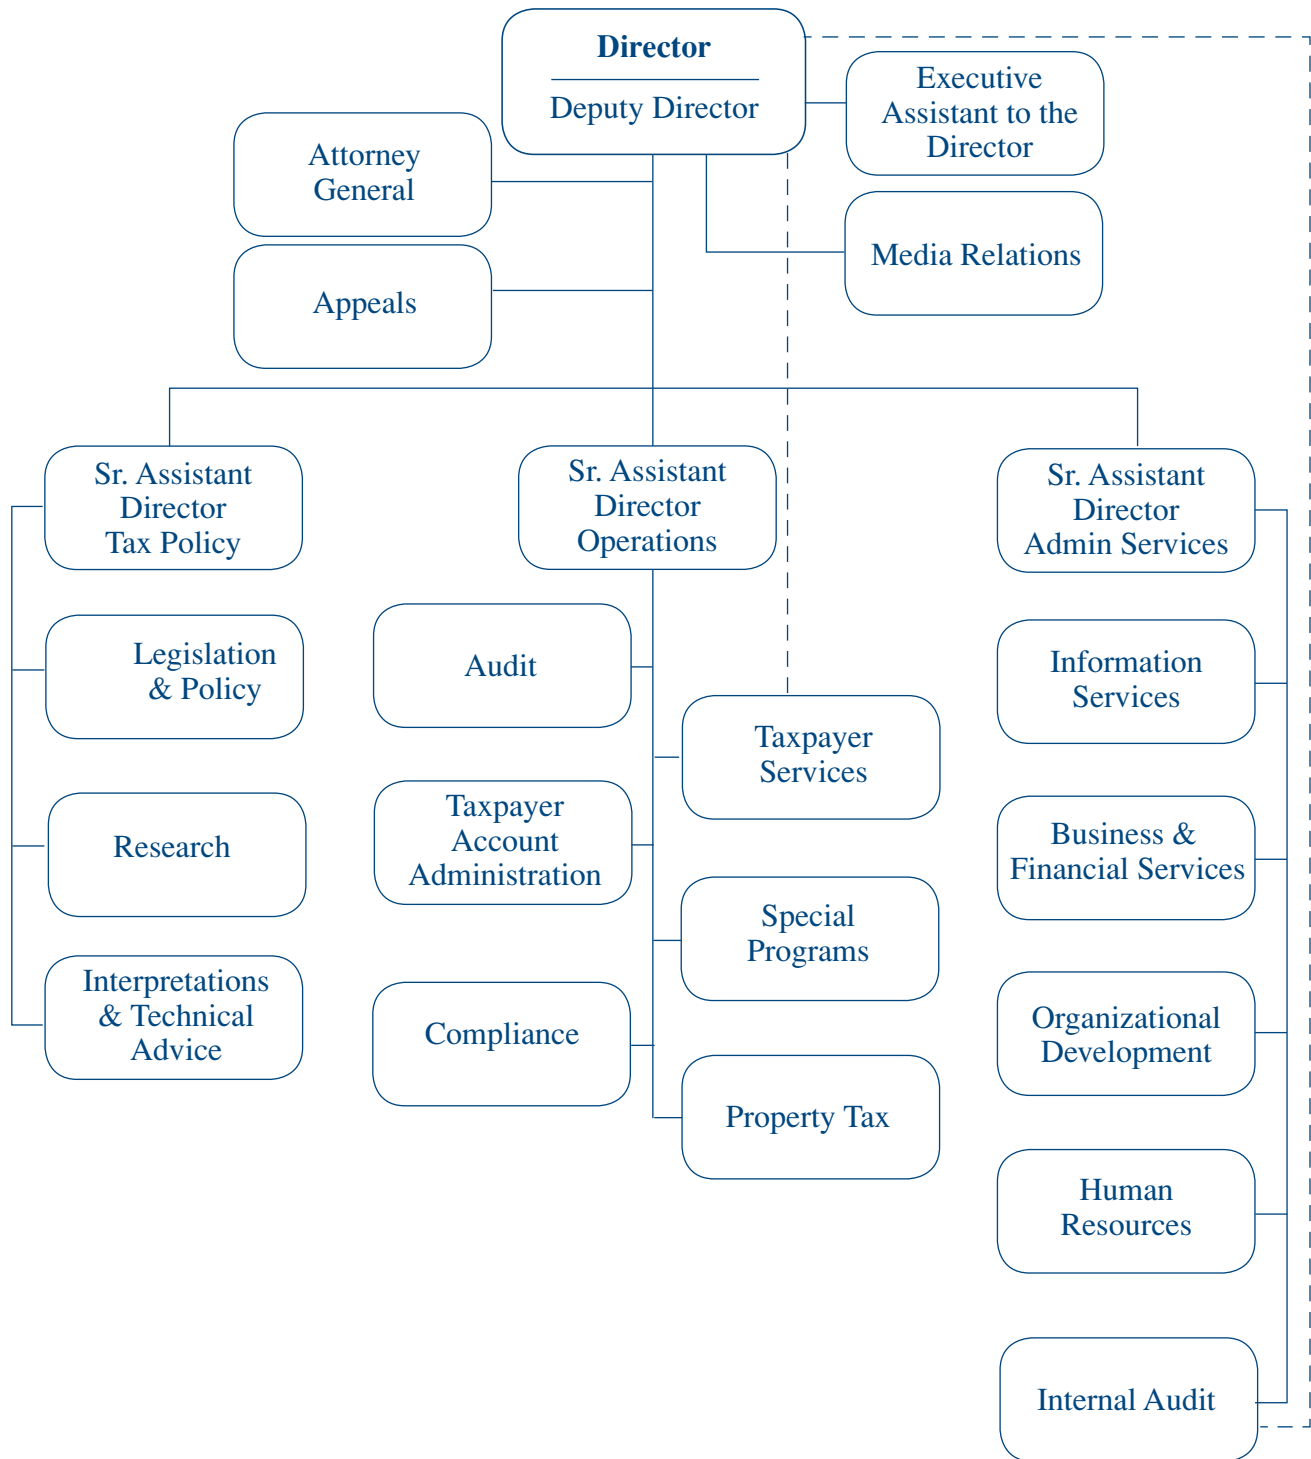 Director
Deputy Director
Executive
Assistant to the
Director
Attorney
General
Media Relations
Appeals
Sr. Assistant
Director
Tax Policy
Sr. Assistant
Director
Operations
Sr. Assistant
Director
Admin Services
Legislation
& Policy
Research
Interpretations
& Technical
Advice
Audit
Taxpayer
Services
Taxpayer
Account
Administration
Special
Programs
Compliance
Property Tax
Information
Services
Business &
Financial Services
Organizational
Development
Human
Resources
Internal Audit